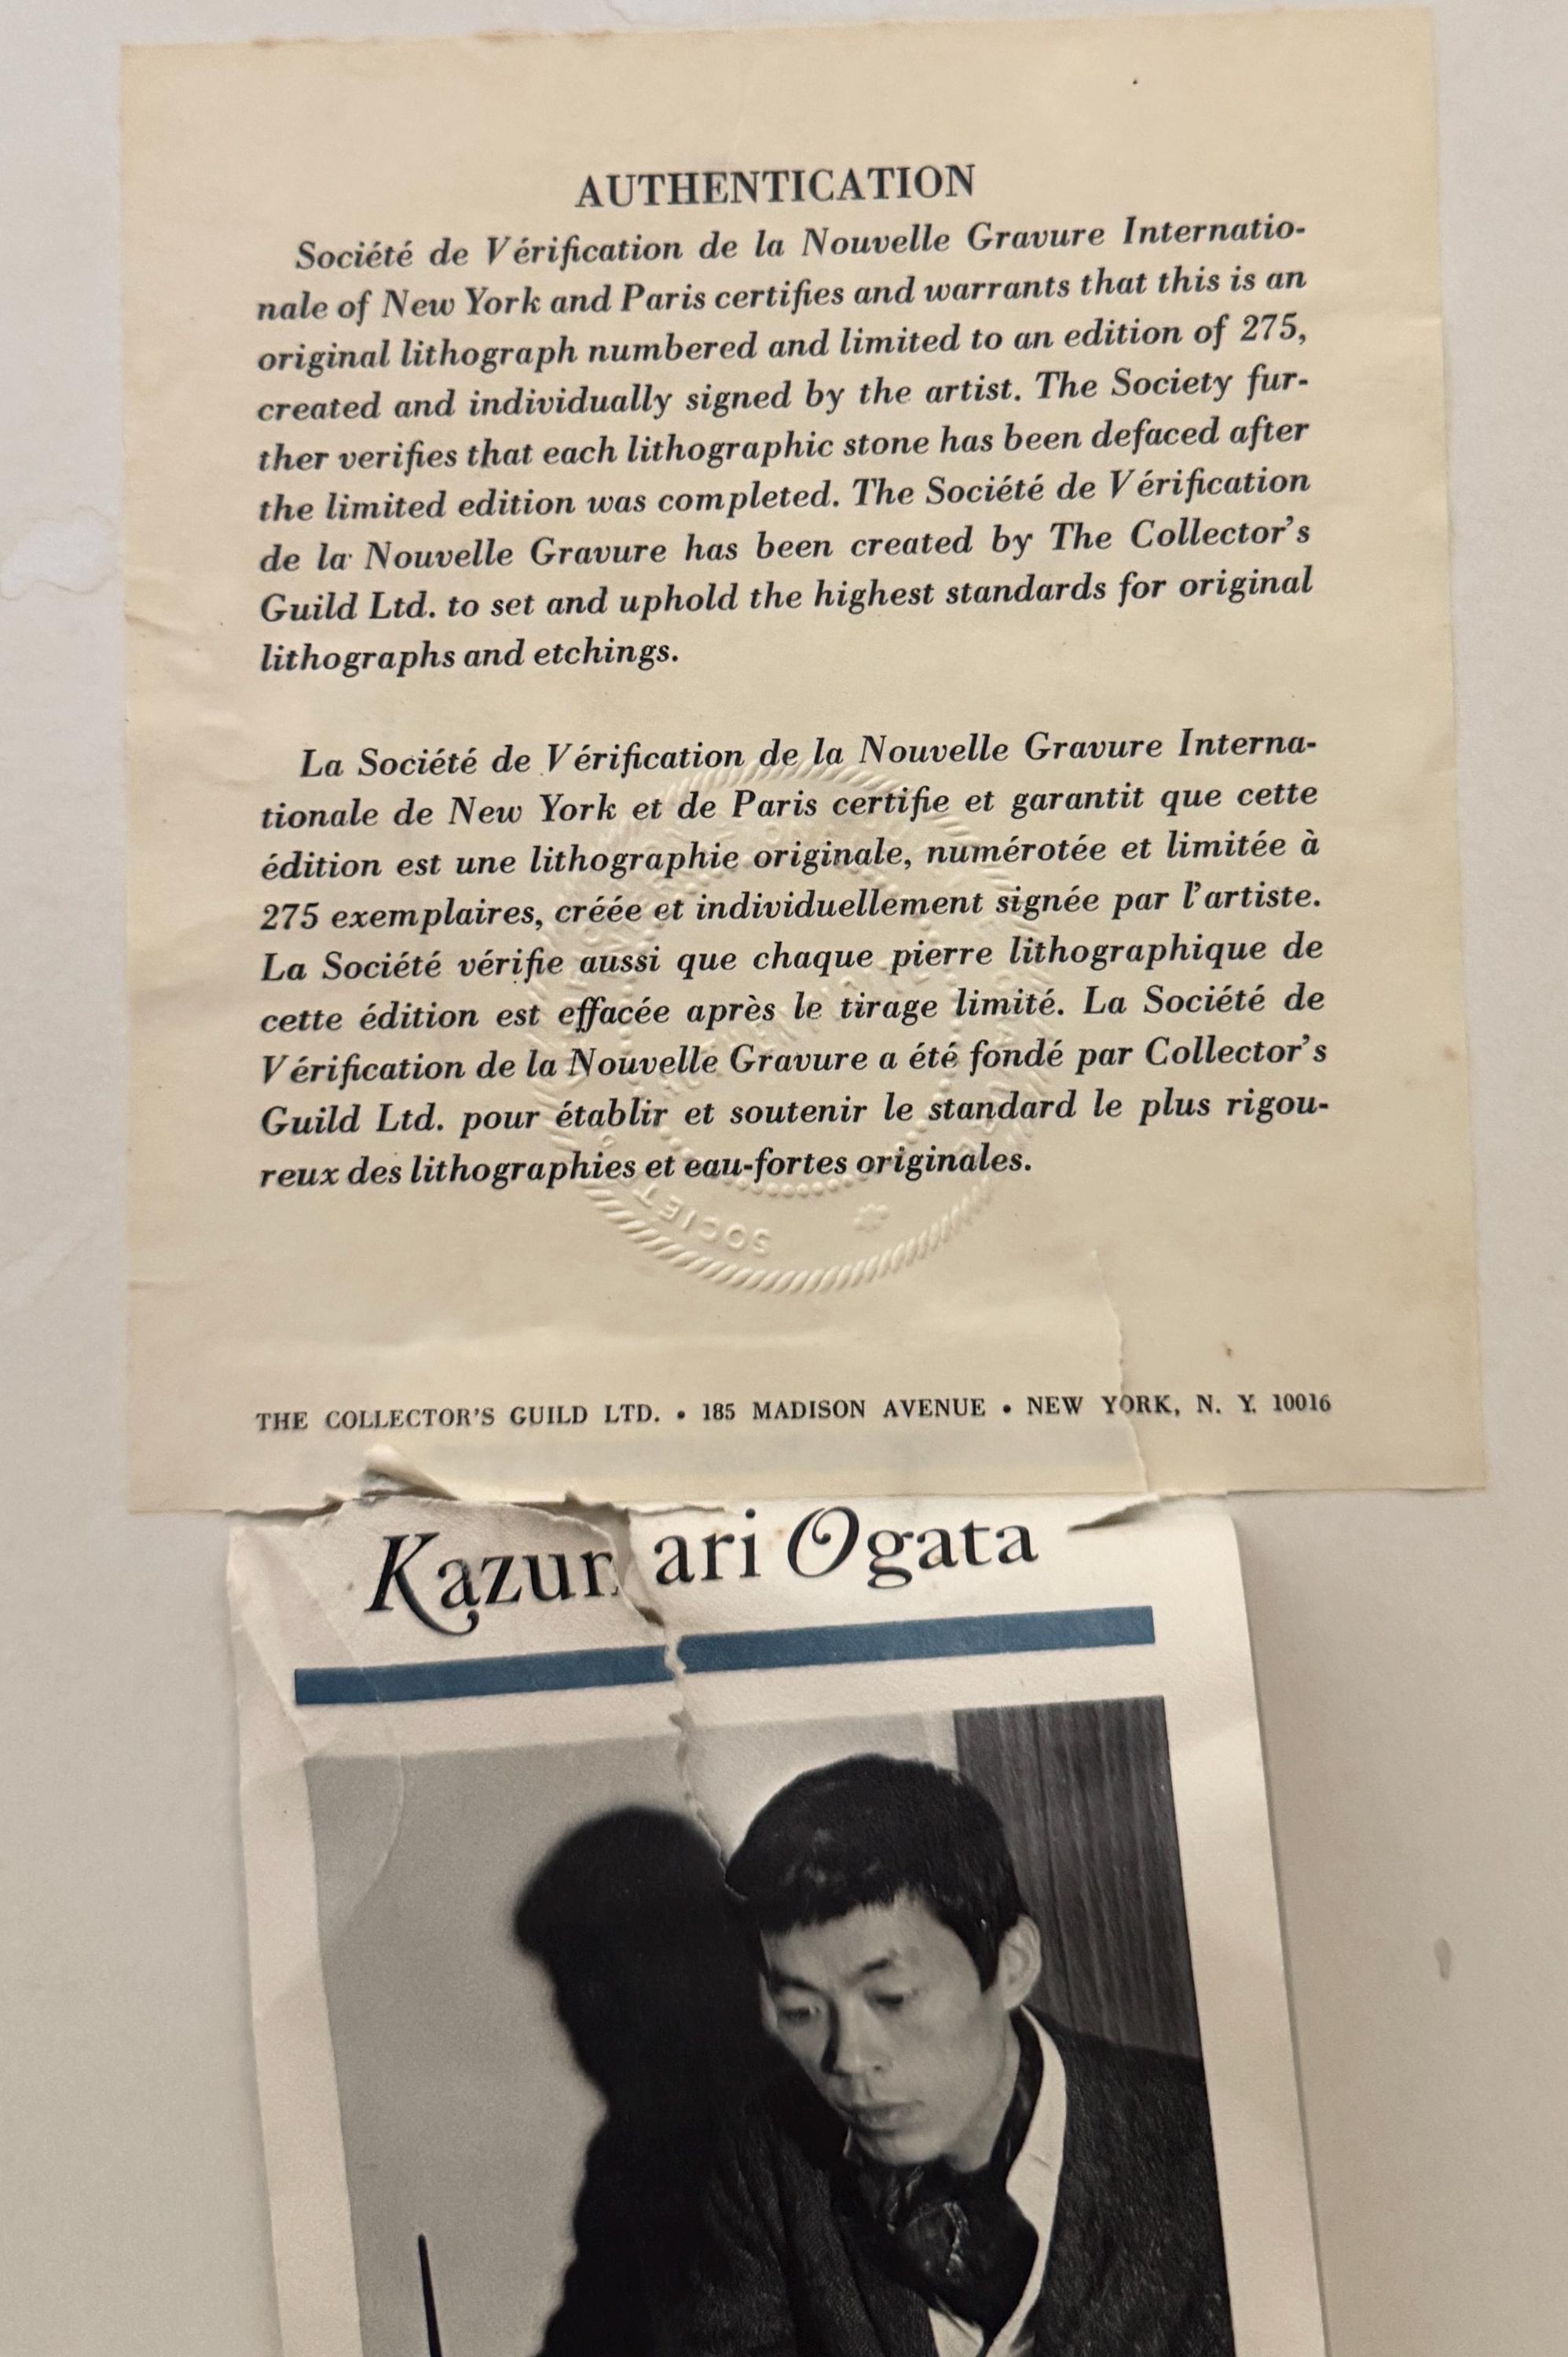 AUTHENTICATION
Société de Vérification de la Nouvelle Gravure Internatio-
nale of New York and Paris certifies and warrants that this is an
original lithograph numbered and limited to an edition of 275,
created and individually signed by the artist. The Society fur-
ther verifies that each lithographic stone has been defaced after
the limited edition was completed. The Société de Vérification
de la Nouvelle Gravure has been created by The Collector's
Guild Ltd. to set and uphold the highest standards for original
lithographs and etchings.
La Société de Vérification de la Nouvelle Gravure Interna-
tionale de New York et de Paris certifie et garantit que cette
édition est une lithographie originale, numérotée et limitée à
275 exemplaires, créée et individuellement signée par l'artiste.
La Société vérifie aussi que chaque pierre lithographique de
cette édition est effacée après le tirage limité. La Société de
Vérification de la Nouvelle Gravure a été fondé par Collector's
Guild Ltd. pour établir et soutenir le standard le plus rigou-
reux des lithographies et eau-fortes originales.
SOCIET
THE COLLECTOR'S GUILD LTD. • 185 MADISON AVENUE • NEW YORK, N. Y. 10016
Kazun ari Ogata